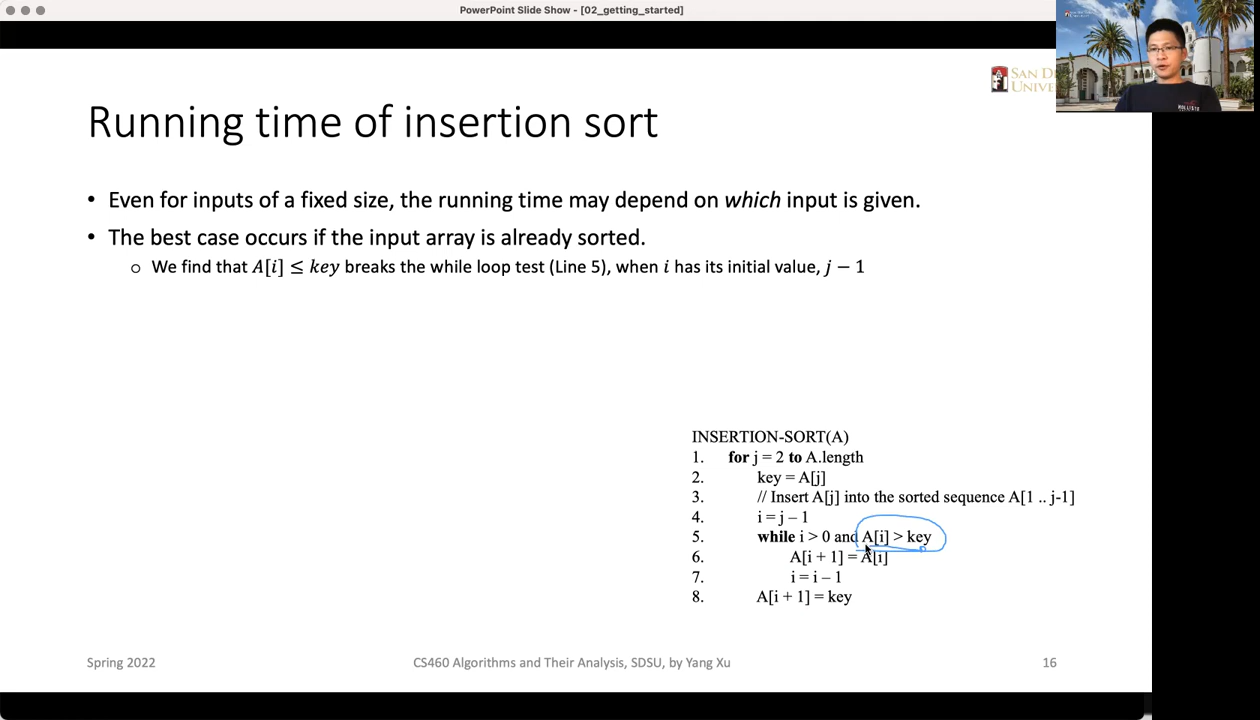 PowerPoint Slide Show - [02_getting_started]
SAN D
UNIVE
Running time of insertion sort
• Even for inputs of a fixed size, the running time may depend on which input is given.
• The best case occurs if the input array is already sorted.
o We find that A[i] ≤ key breaks the while loop test (Line 5), when i has its initial value, j − 1
INSERTION-SORT(A)
1. for j = 2 to A.length
2. key = A[j]
3. // Insert A[j] into the sorted sequence A[1 .. j-1]
4. i = j – 1
5. while i > 0 and A[i] > key
6. A[i + 1] = A[i]
7. i = i – 1
8. A[i + 1] = key
Spring 2022
CS460 Algorithms and Their Analysis, SDSU, by Yang Xu
16